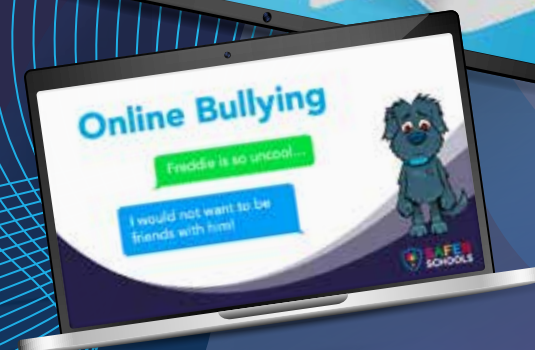 Online Bullying
Freddie is so uncool...
I would not want to be
friends with him!
SAFER
SCHOOLS